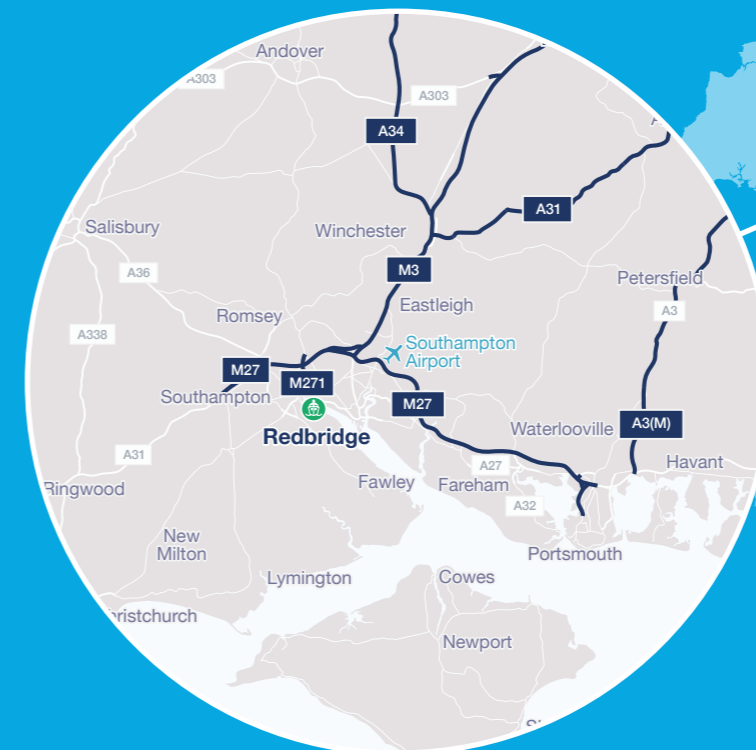 Andover
A303
A303
A34
A31
Salisbury
Winchester
A36
M3
Petersfield
Eastleigh
A3
Romsey
A338
Southampton
Airport
M27
M271
Southampton
M27
A3(M)
Redbridge
Waterlooville
A31
A27
Havant
Ringwood
Fawley
Fareham
A32
New
Milton
Portsmouth
Lymington
Cowes
ristchurch
Newport